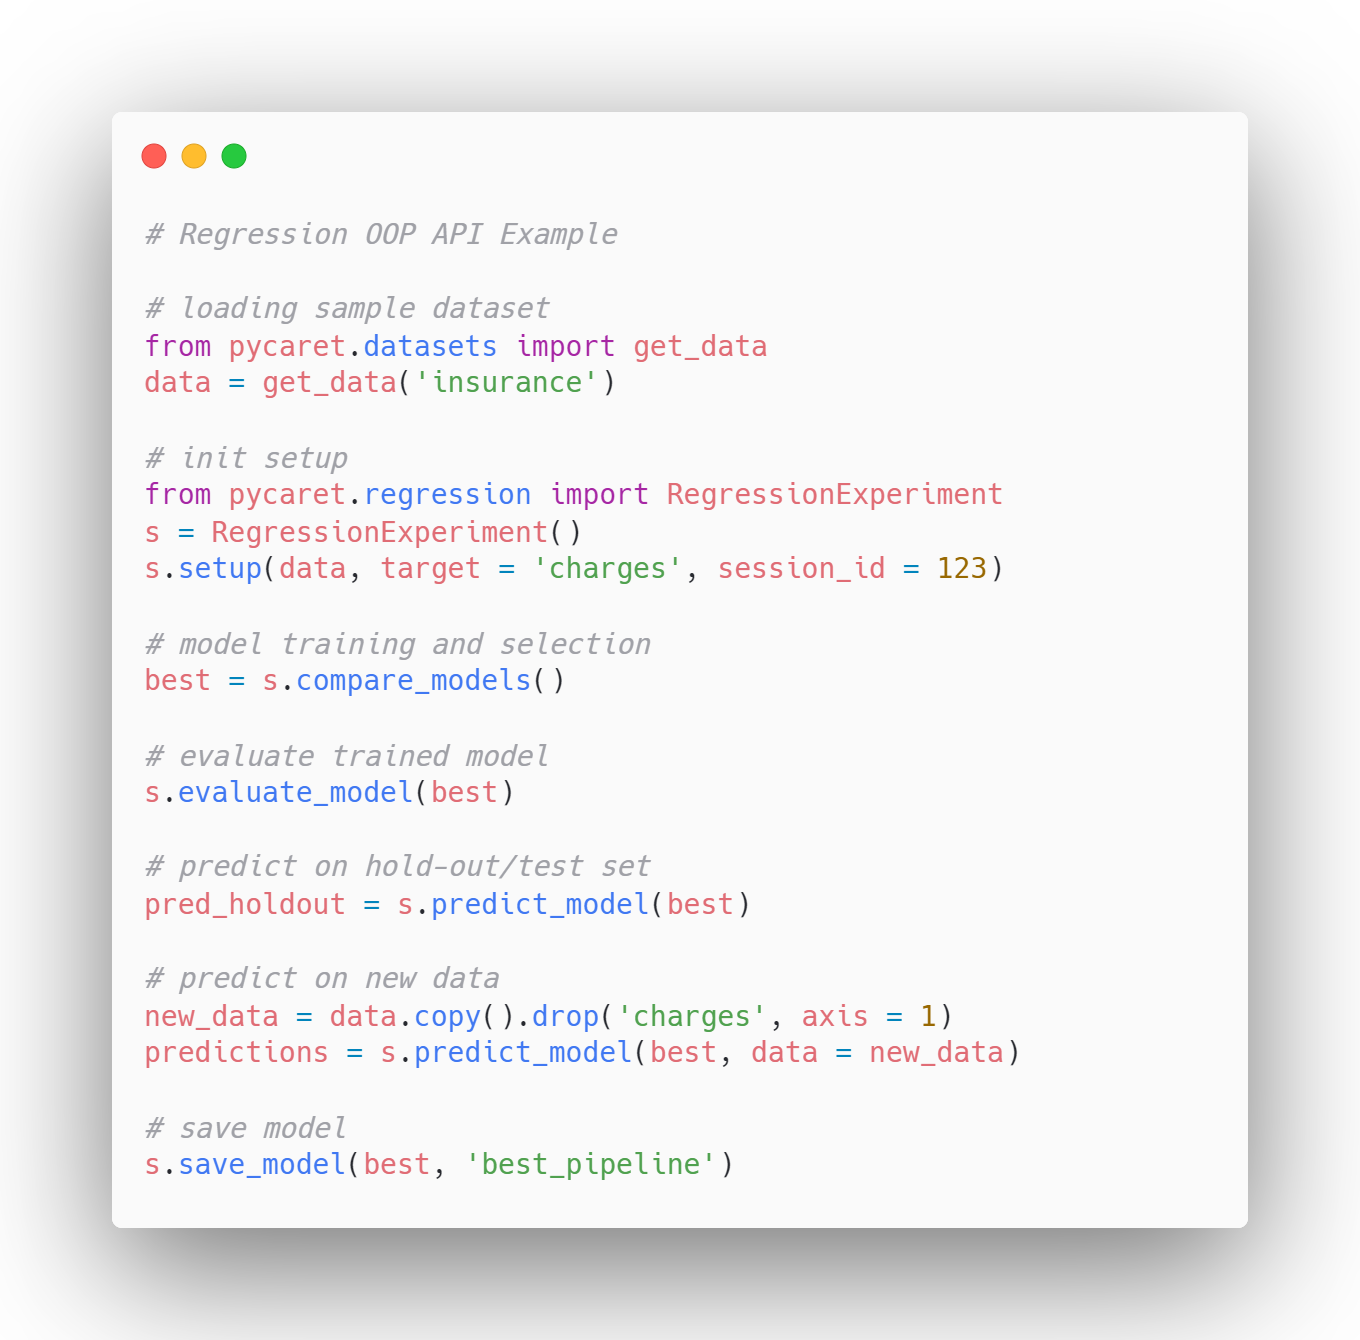 # Regression OOP API Example
# loading sample dataset
from pycaret.datasets import get_data
data = get_data('insurance')
# init setup
from pycaret.regression import RegressionExperiment
s = RegressionExperiment()
s.setup(data, target = 'charges', session_id = 123)
# model training and selection
best = s.compare_models()
# evaluate trained model
s.evaluate_model(best)
# predict on hold-out/test set
pred_holdout = s.predict_model(best)
# predict on new data
new_data = data.copy().drop('charges', axis = 1)
predictions = s.predict_model(best, data = new_data)
# save model
s.save_model(best, 'best_pipeline')